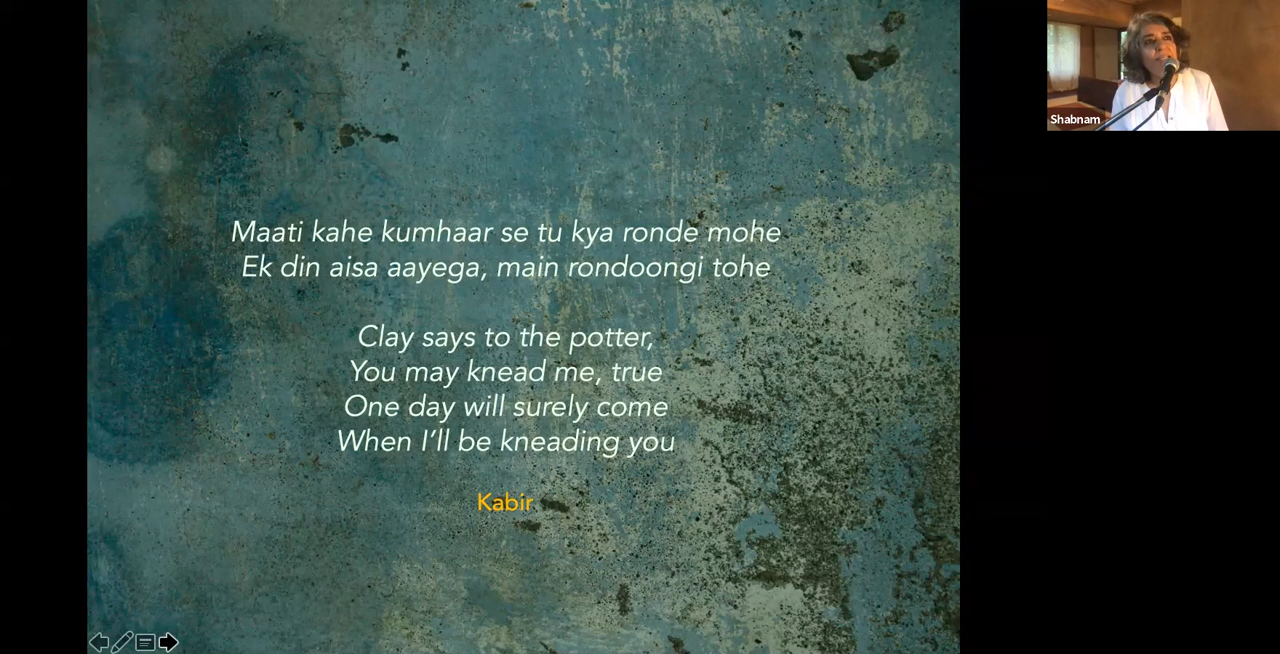 Maati kahe kumhaar se tu kya ronde mohe
Ek din aisa aayega, main rondoongi tohe
Clay says to the potter,
You may knead me, true
One day will surely come
When I'll be kneading you
Kabir
Shabnam